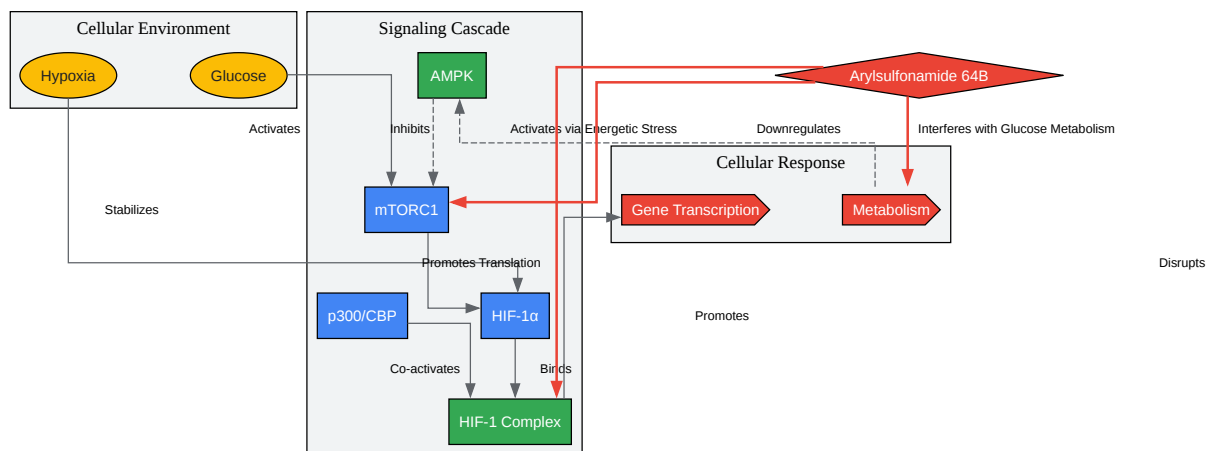 Cellular Environment
Signaling Cascade
Hypoxia
Glucose
AMPK
Arylsulfonamide 64B
Activates
Inhibits
Activates via Energetic Stress
Downregulates
Interferes with Glucose Metabolism
Cellular Response
mTORC1
Gene Transcription
Metabolism
Stabilizes
Promotes Translation
Disrupts
p300/CBP
HIF-1α
Promotes
Co-activates
Binds
HIF-1 Complex